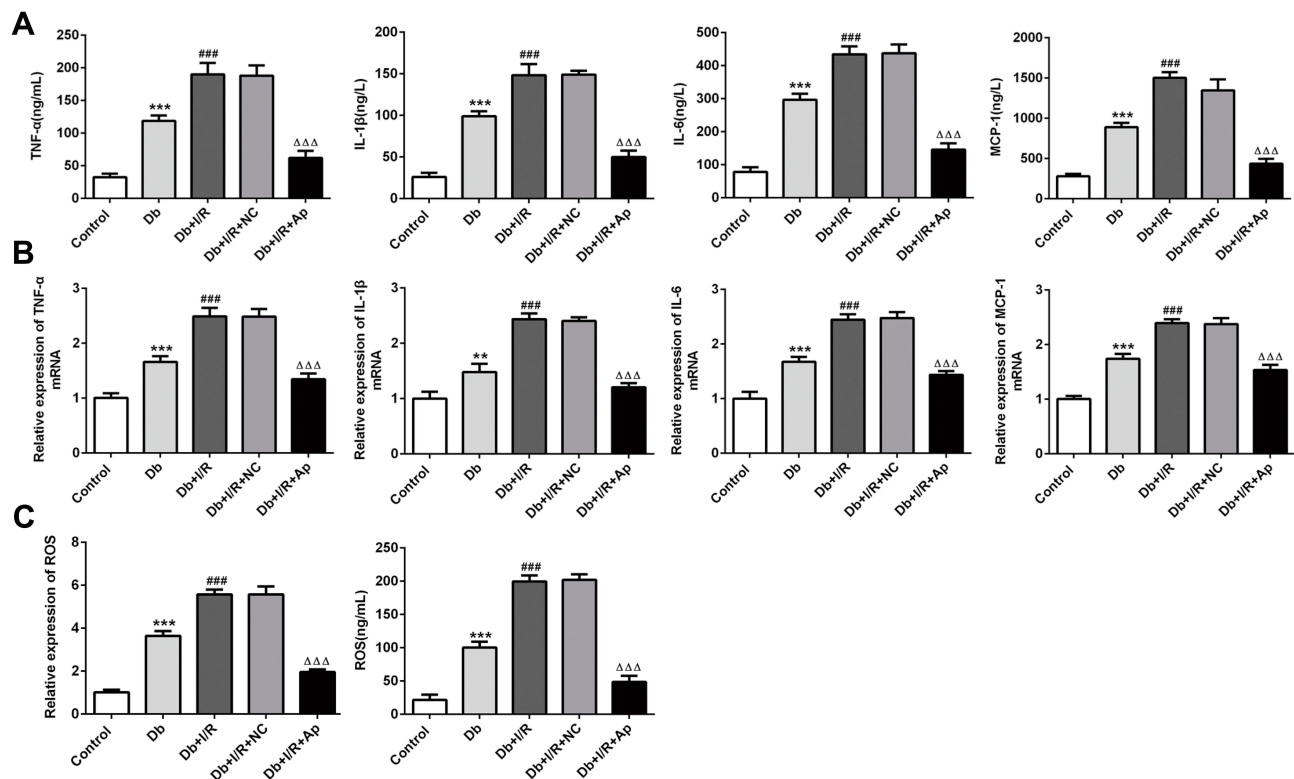 A
TNF-α(ng/mL)
250
200
150
100
50
0
***
###
ΔΔΔ
Control
Db
Db+I/R
Db+I/R+NC
Db+I/R+Ap
IL-1β(ng/L)
200
150
100
50
0
***
###
ΔΔΔ
Control
Db
Db+I/R
Db+I/R+NC
Db+I/R+Ap
IL-6(ng/L)
500
400
300
200
100
0
***
###
ΔΔΔ
Control
Db
Db+I/R
Db+I/R+NC
Db+I/R+Ap
MCP-1(ng/L)
2000
1500
1000
500
0
***
###
ΔΔΔ
Control
Db
Db+I/R
Db+I/R+NC
Db+I/R+Ap
B
Relative expression of TNF-α
mRNA
3
2
1
0
***
###
ΔΔΔ
Control
Db
Db+I/R
Db+I/R+NC
Db+I/R+Ap
Relative expression of IL-1β
mRNA
3
2
1
0
**
###
ΔΔΔ
Control
Db
Db+I/R
Db+I/R+NC
Db+I/R+Ap
Relative expression of IL-6
mRNA
3
2
1
0
***
###
ΔΔΔ
Control
Db
Db+I/R
Db+I/R+NC
Db+I/R+Ap
Relative expression of MCP-1
mRNA
3
2
1
0
***
###
ΔΔΔ
Control
Db
Db+I/R
Db+I/R+NC
Db+I/R+Ap
C
Relative expression of ROS
8
6
4
2
0
***
###
ΔΔΔ
Control
Db
Db+I/R
Db+I/R+NC
Db+I/R+Ap
ROS(ng/mL)
250
200
150
100
50
0
***
###
ΔΔΔ
Control
Db
Db+I/R
Db+I/R+NC
Db+I/R+Ap